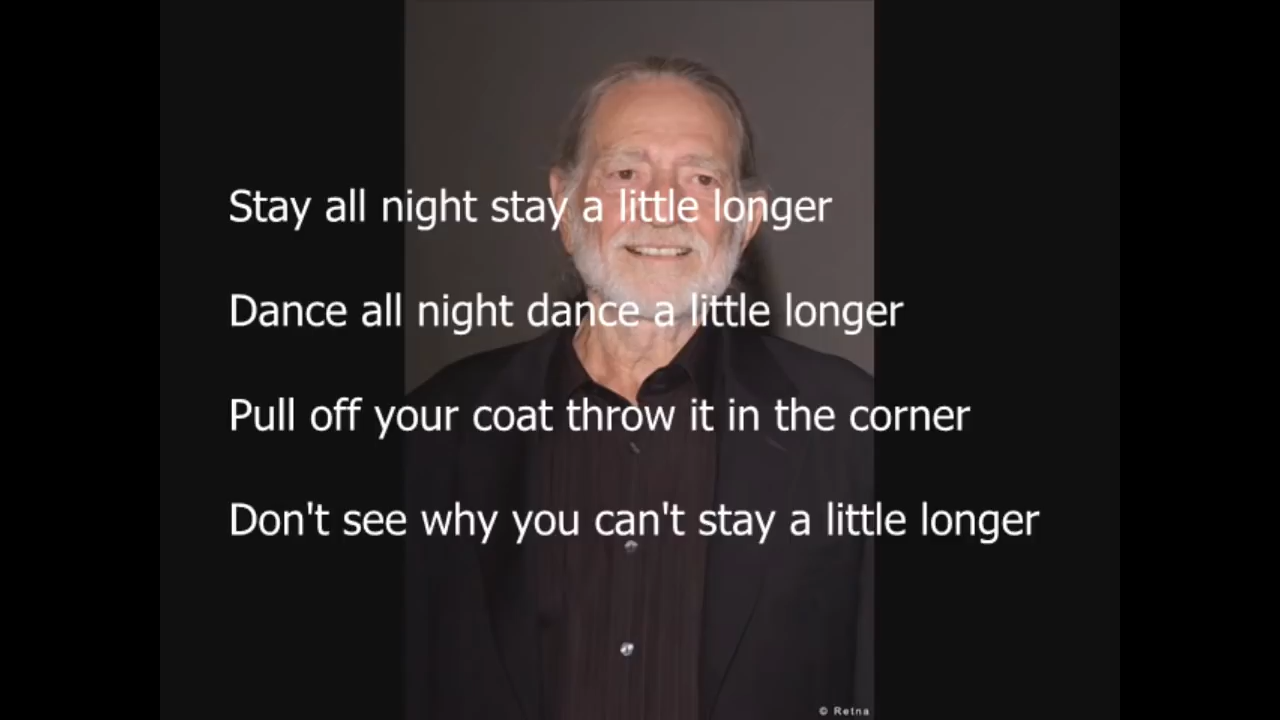 Stay all night stay a little longer
Dance all night dance a little longer
Pull off your coat throw it in the corner
Don't see why you can't stay a little longer
© Retna